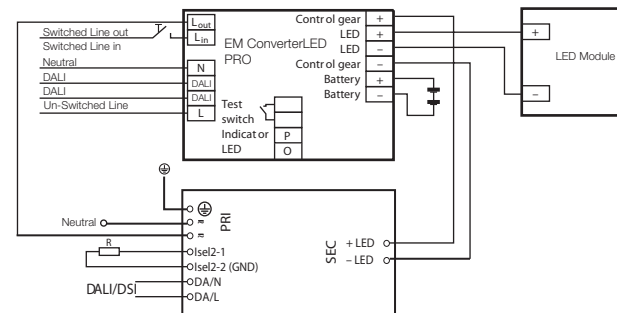 Switched Line out
Switched Line in
Neutral
DALI
DALI
Un-Switched Line
Lout
Lin
N
DALI
DALI
L
EM ConverterLED
PRO
Test
switch
Indicator
LED
P
O
Control gear +
LED +
LED –
Control gear –
Battery +
Battery –
+
–
LED Module
Neutral
R
PRI
Isel2-1
Isel2-2 (GND)
DALI/DSI
DA/N
DA/L
SEC
+ LED
– LED